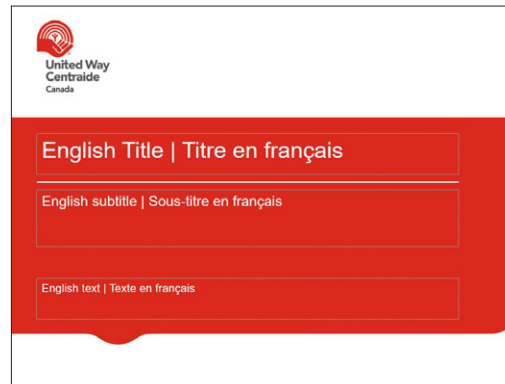 United Way
Centraide
Canada
English Title | Titre en français
English subtitle | Sous-titre en français
English text | Texte en français